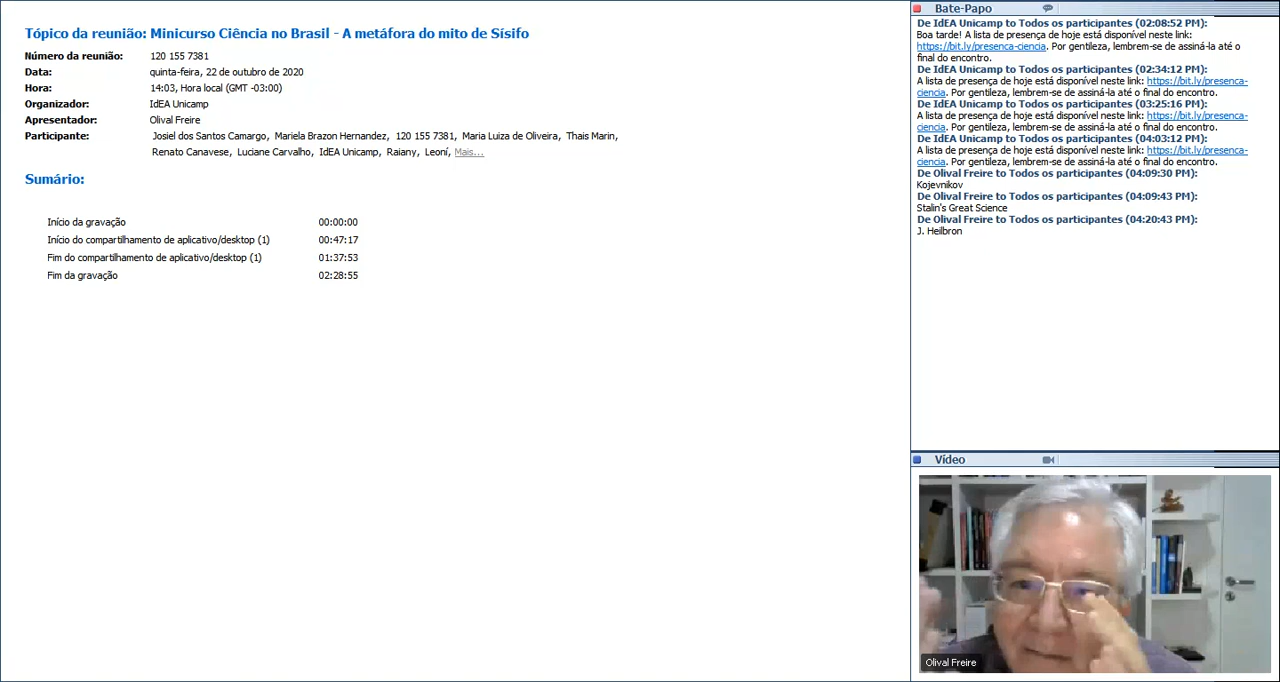 Tópico da reunião: Minicurso Ciência no Brasil - A metáfora do mito de Sísifo
Número da reunião: 120 155 7381
Data: quinta-feira, 22 de outubro de 2020
Hora: 14:03, Hora local (GMT -03:00)
Organizador: IdEA Unicamp
Apresentador: Olival Freire
Participante: Josiel dos Santos Camargo, Mariela Brazon Hernandez, 120 155 7381, Maria Luiza de Oliveira, Thais Marin,
Renato Canavese, Luciane Carvalho, IdEA Unicamp, Raiany, Leoní, Mais...
Sumário:
Início da gravação 00:00:00
Início do compartilhamento de aplicativo/desktop (1) 00:47:17
Fim do compartilhamento de aplicativo/desktop (1) 01:37:53
Fim da gravação 02:28:55
Bate-Papo
De IdEA Unicamp to Todos os participantes (02:08:52 PM):
Boa tarde! A lista de presença de hoje está disponível neste link:
https://bit.ly/presenca-ciencia. Por gentileza, lembrem-se de assiná-la até o
final do encontro.
De IdEA Unicamp to Todos os participantes (02:34:12 PM):
A lista de presença de hoje está disponível neste link: https://bit.ly/presenca-
ciencia. Por gentileza, lembrem-se de assiná-la até o final do encontro.
De IdEA Unicamp to Todos os participantes (03:25:16 PM):
A lista de presença de hoje está disponível neste link: https://bit.ly/presenca-
ciencia. Por gentileza, lembrem-se de assiná-la até o final do encontro.
De IdEA Unicamp to Todos os participantes (04:03:12 PM):
A lista de presença de hoje está disponível neste link: https://bit.ly/presenca-
ciencia. Por gentileza, lembrem-se de assiná-la até o final do encontro.
De Olival Freire to Todos os participantes (04:09:30 PM):
Kojevnikov
De Olival Freire to Todos os participantes (04:09:43 PM):
Stalin's Great Science
De Olival Freire to Todos os participantes (04:20:43 PM):
J. Heilbron
Vídeo
Olival Freire